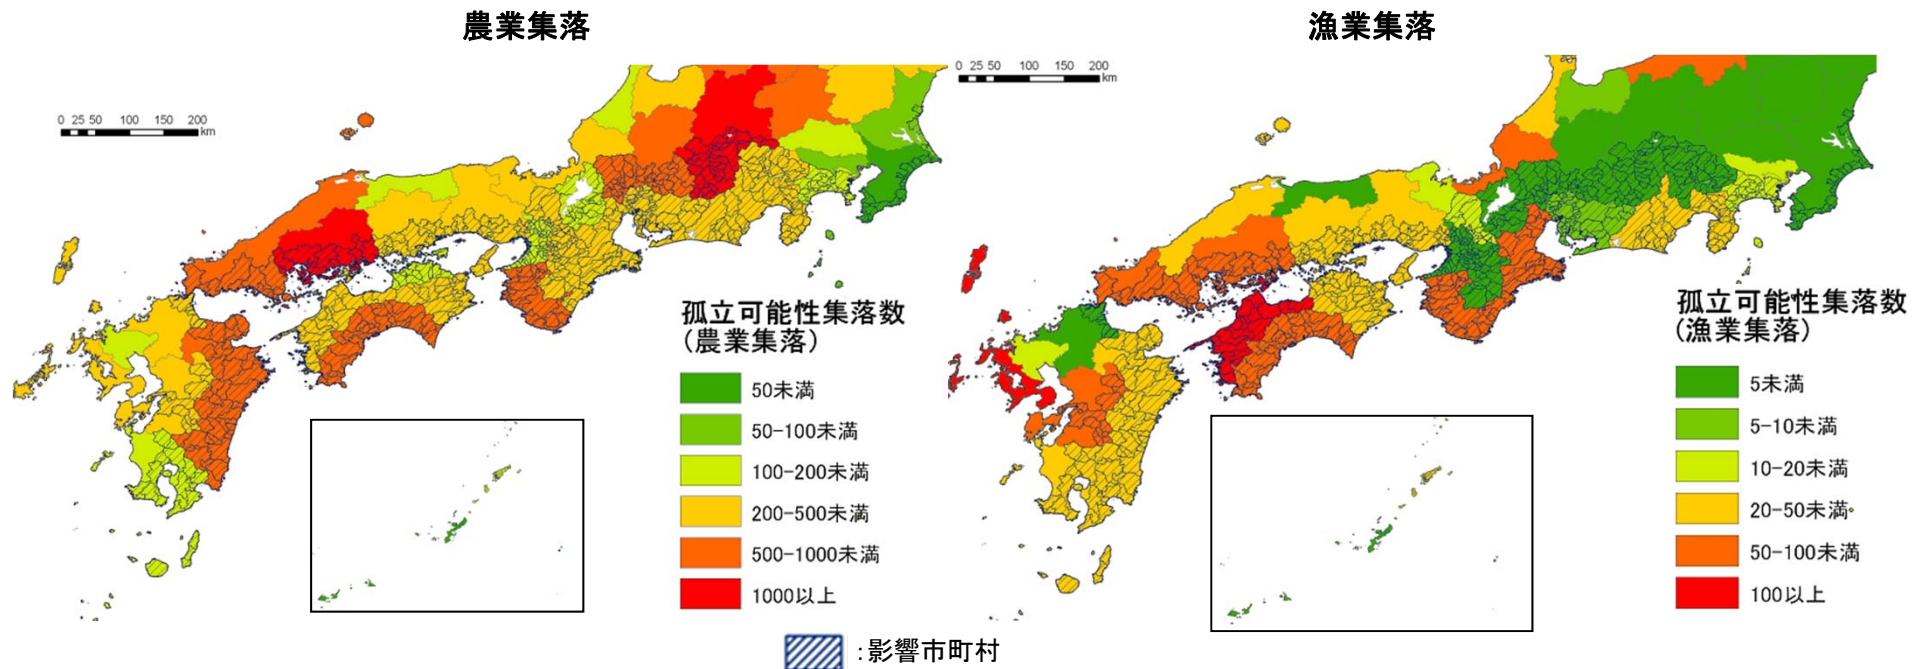 農業集落
漁業集落
0 25 50 100 150 200
km
0 25 50 100 150 200
km
孤立可能性集落数
(農業集落)
50未満
50-100未満
100-200未満
200-500未満
500-1000未満
1000以上
孤立可能性集落数
(漁業集落)
5未満
5-10未満
10-20未満
20-50未満
50-100未満
100以上
:影響市町村